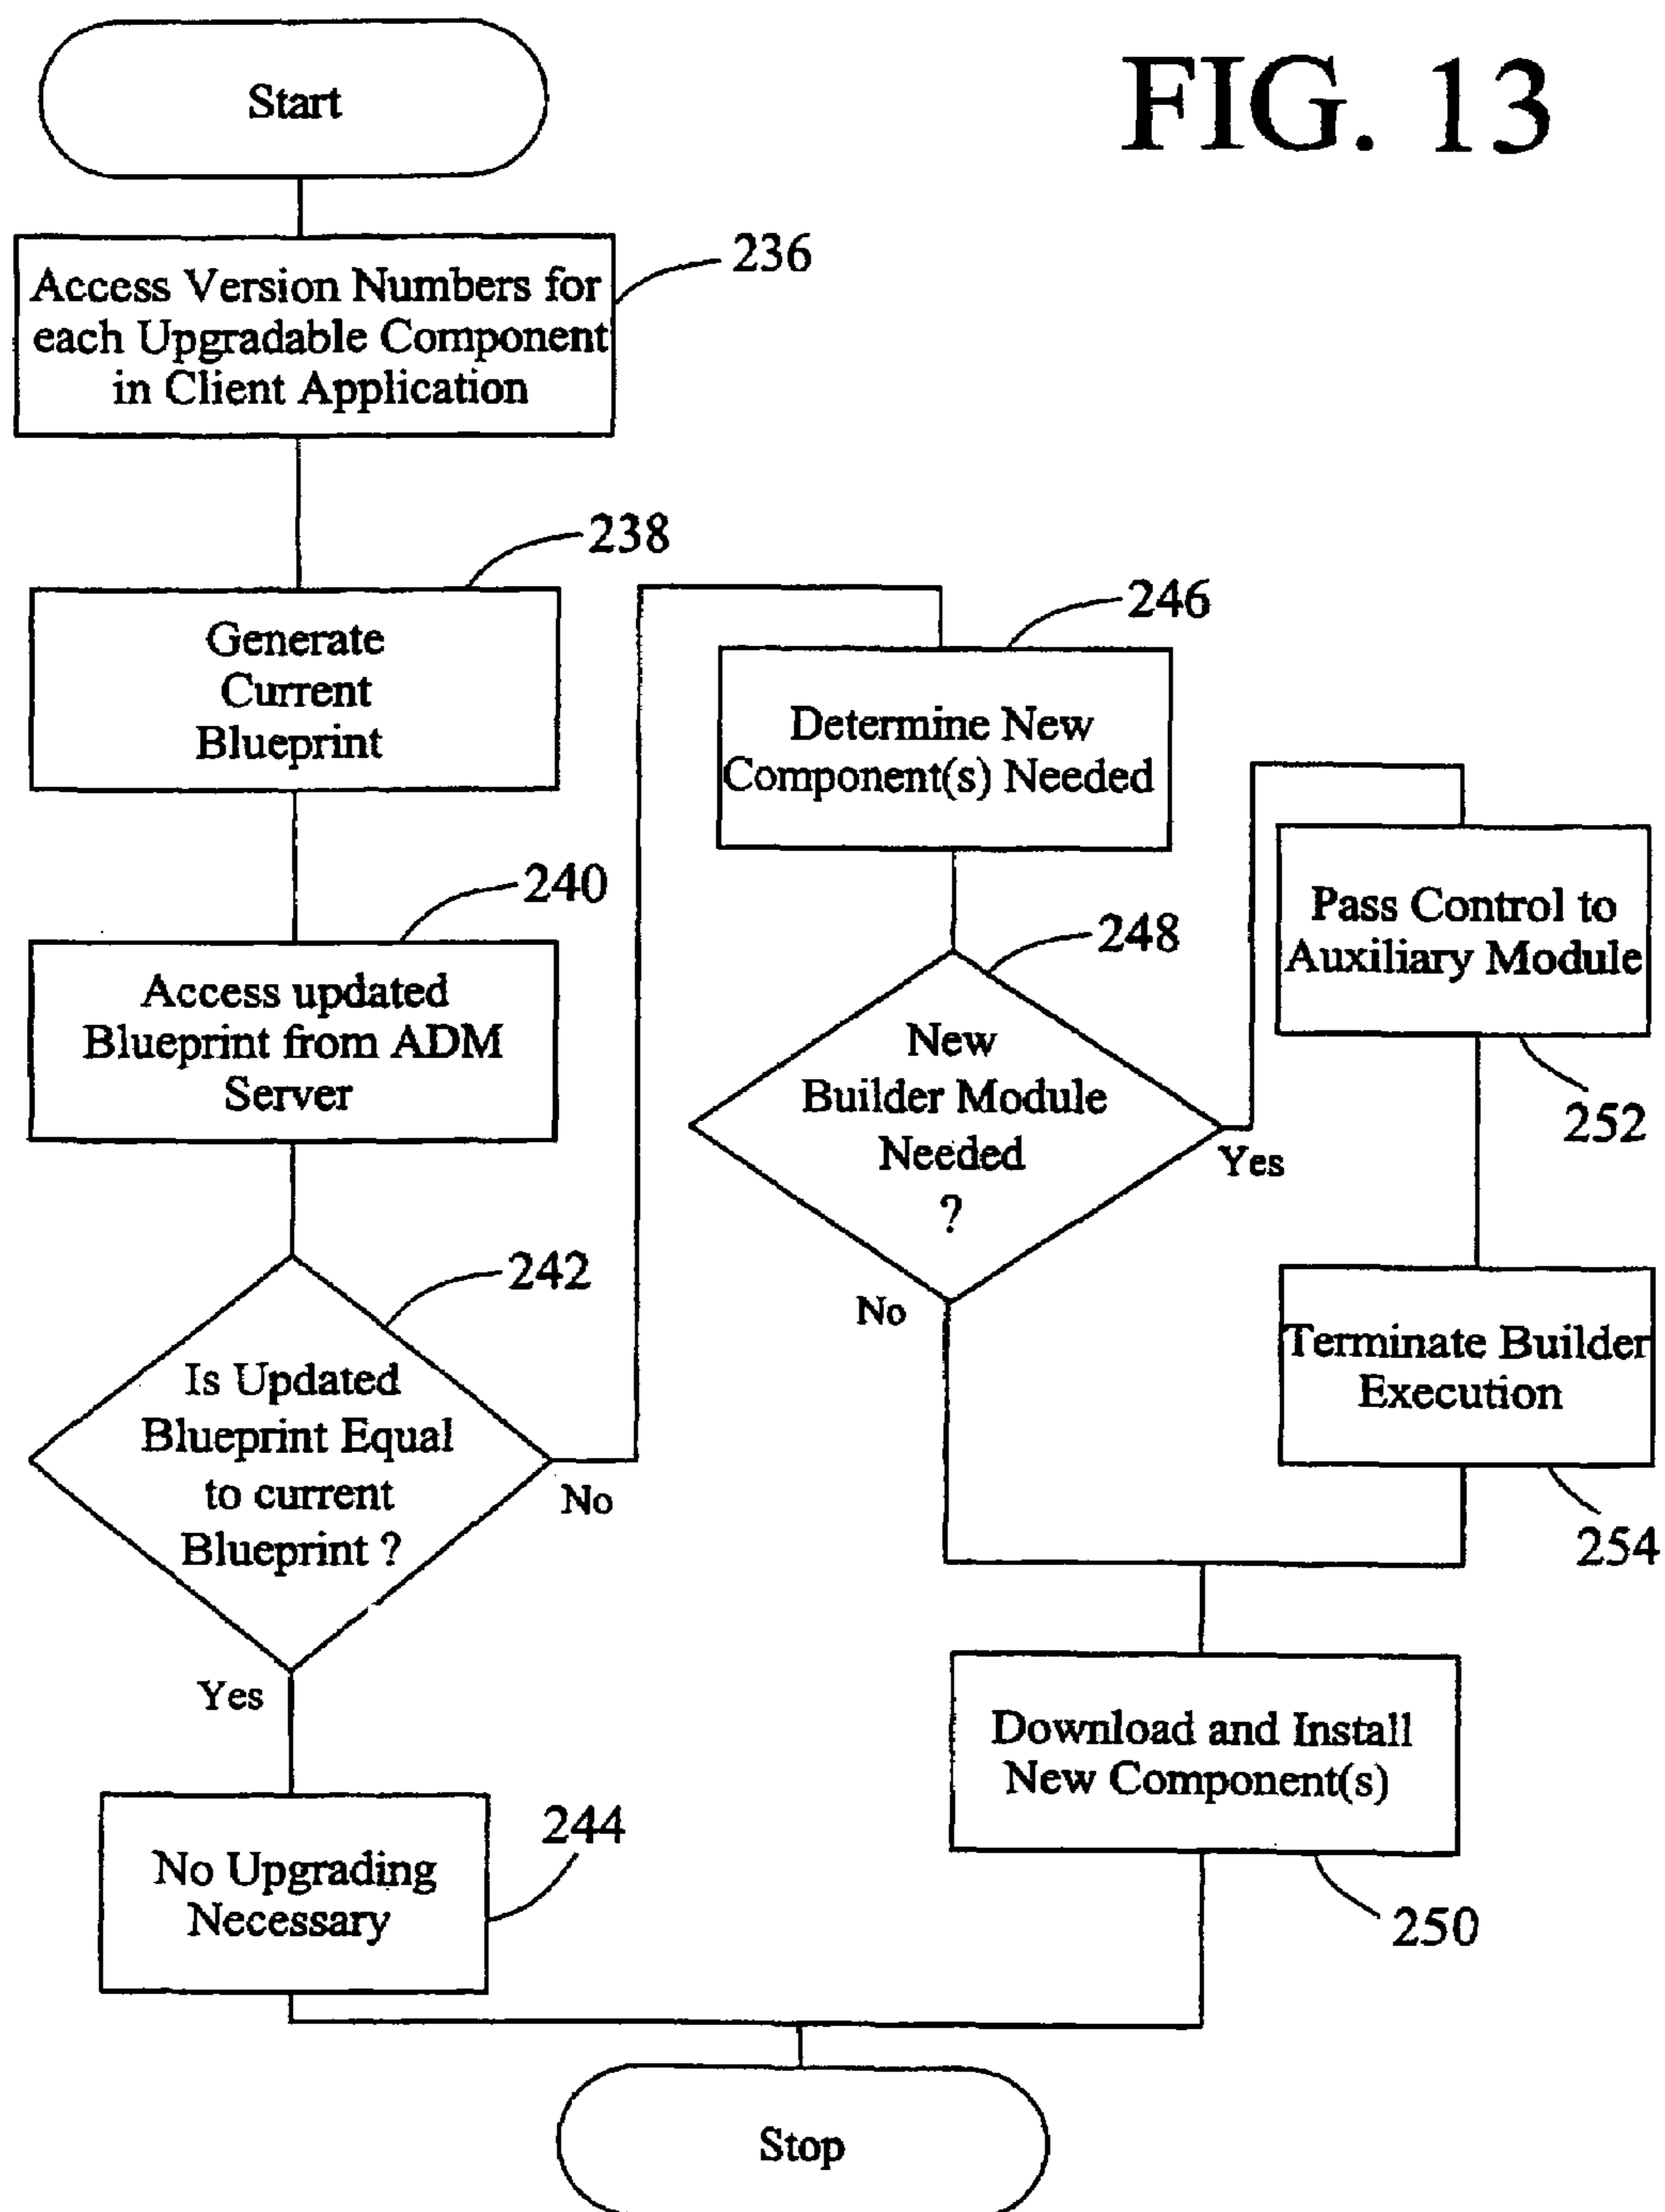 FIG. 13
Start
236
Access Version Numbers for
each Upgradable Component
in Client Application
238
Generate
Current
Blueprint
240
Access updated
Blueprint from ADM
Server
242
Is Updated
Blueprint Equal
to current
Blueprint ?
No
Yes
244
No Upgrading
Necessary
246
Determine New
Component(s) Needed
248
New
Builder Module
Needed
?
Yes
No
Pass Control to
Auxiliary Module
252
Terminate Builder
Execution
254
Download and Install
New Component(s)
250
Stop